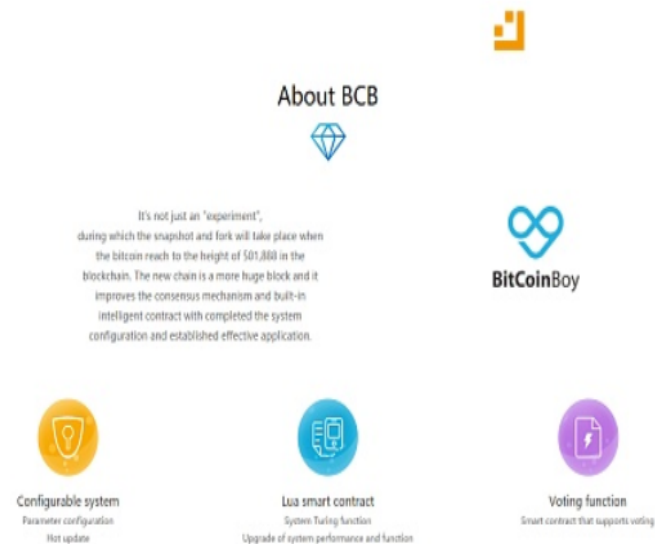 About BCB
It's not just an "experiment",
during which the snapshot and fork will take place when
the bitcoin reach to the height of 501,888 in the
blockchain. The new chain is a more huge block and it
improves the consensus mechanism and built-in
intelligent contract with completed the system
configuration and established effective application.
BitCoinBoy
Configurable system
Parameter configuration
Hot update
Lua smart contract
System Turing function
Upgrade of system performance and function
Voting function
Smart contract that supports voting